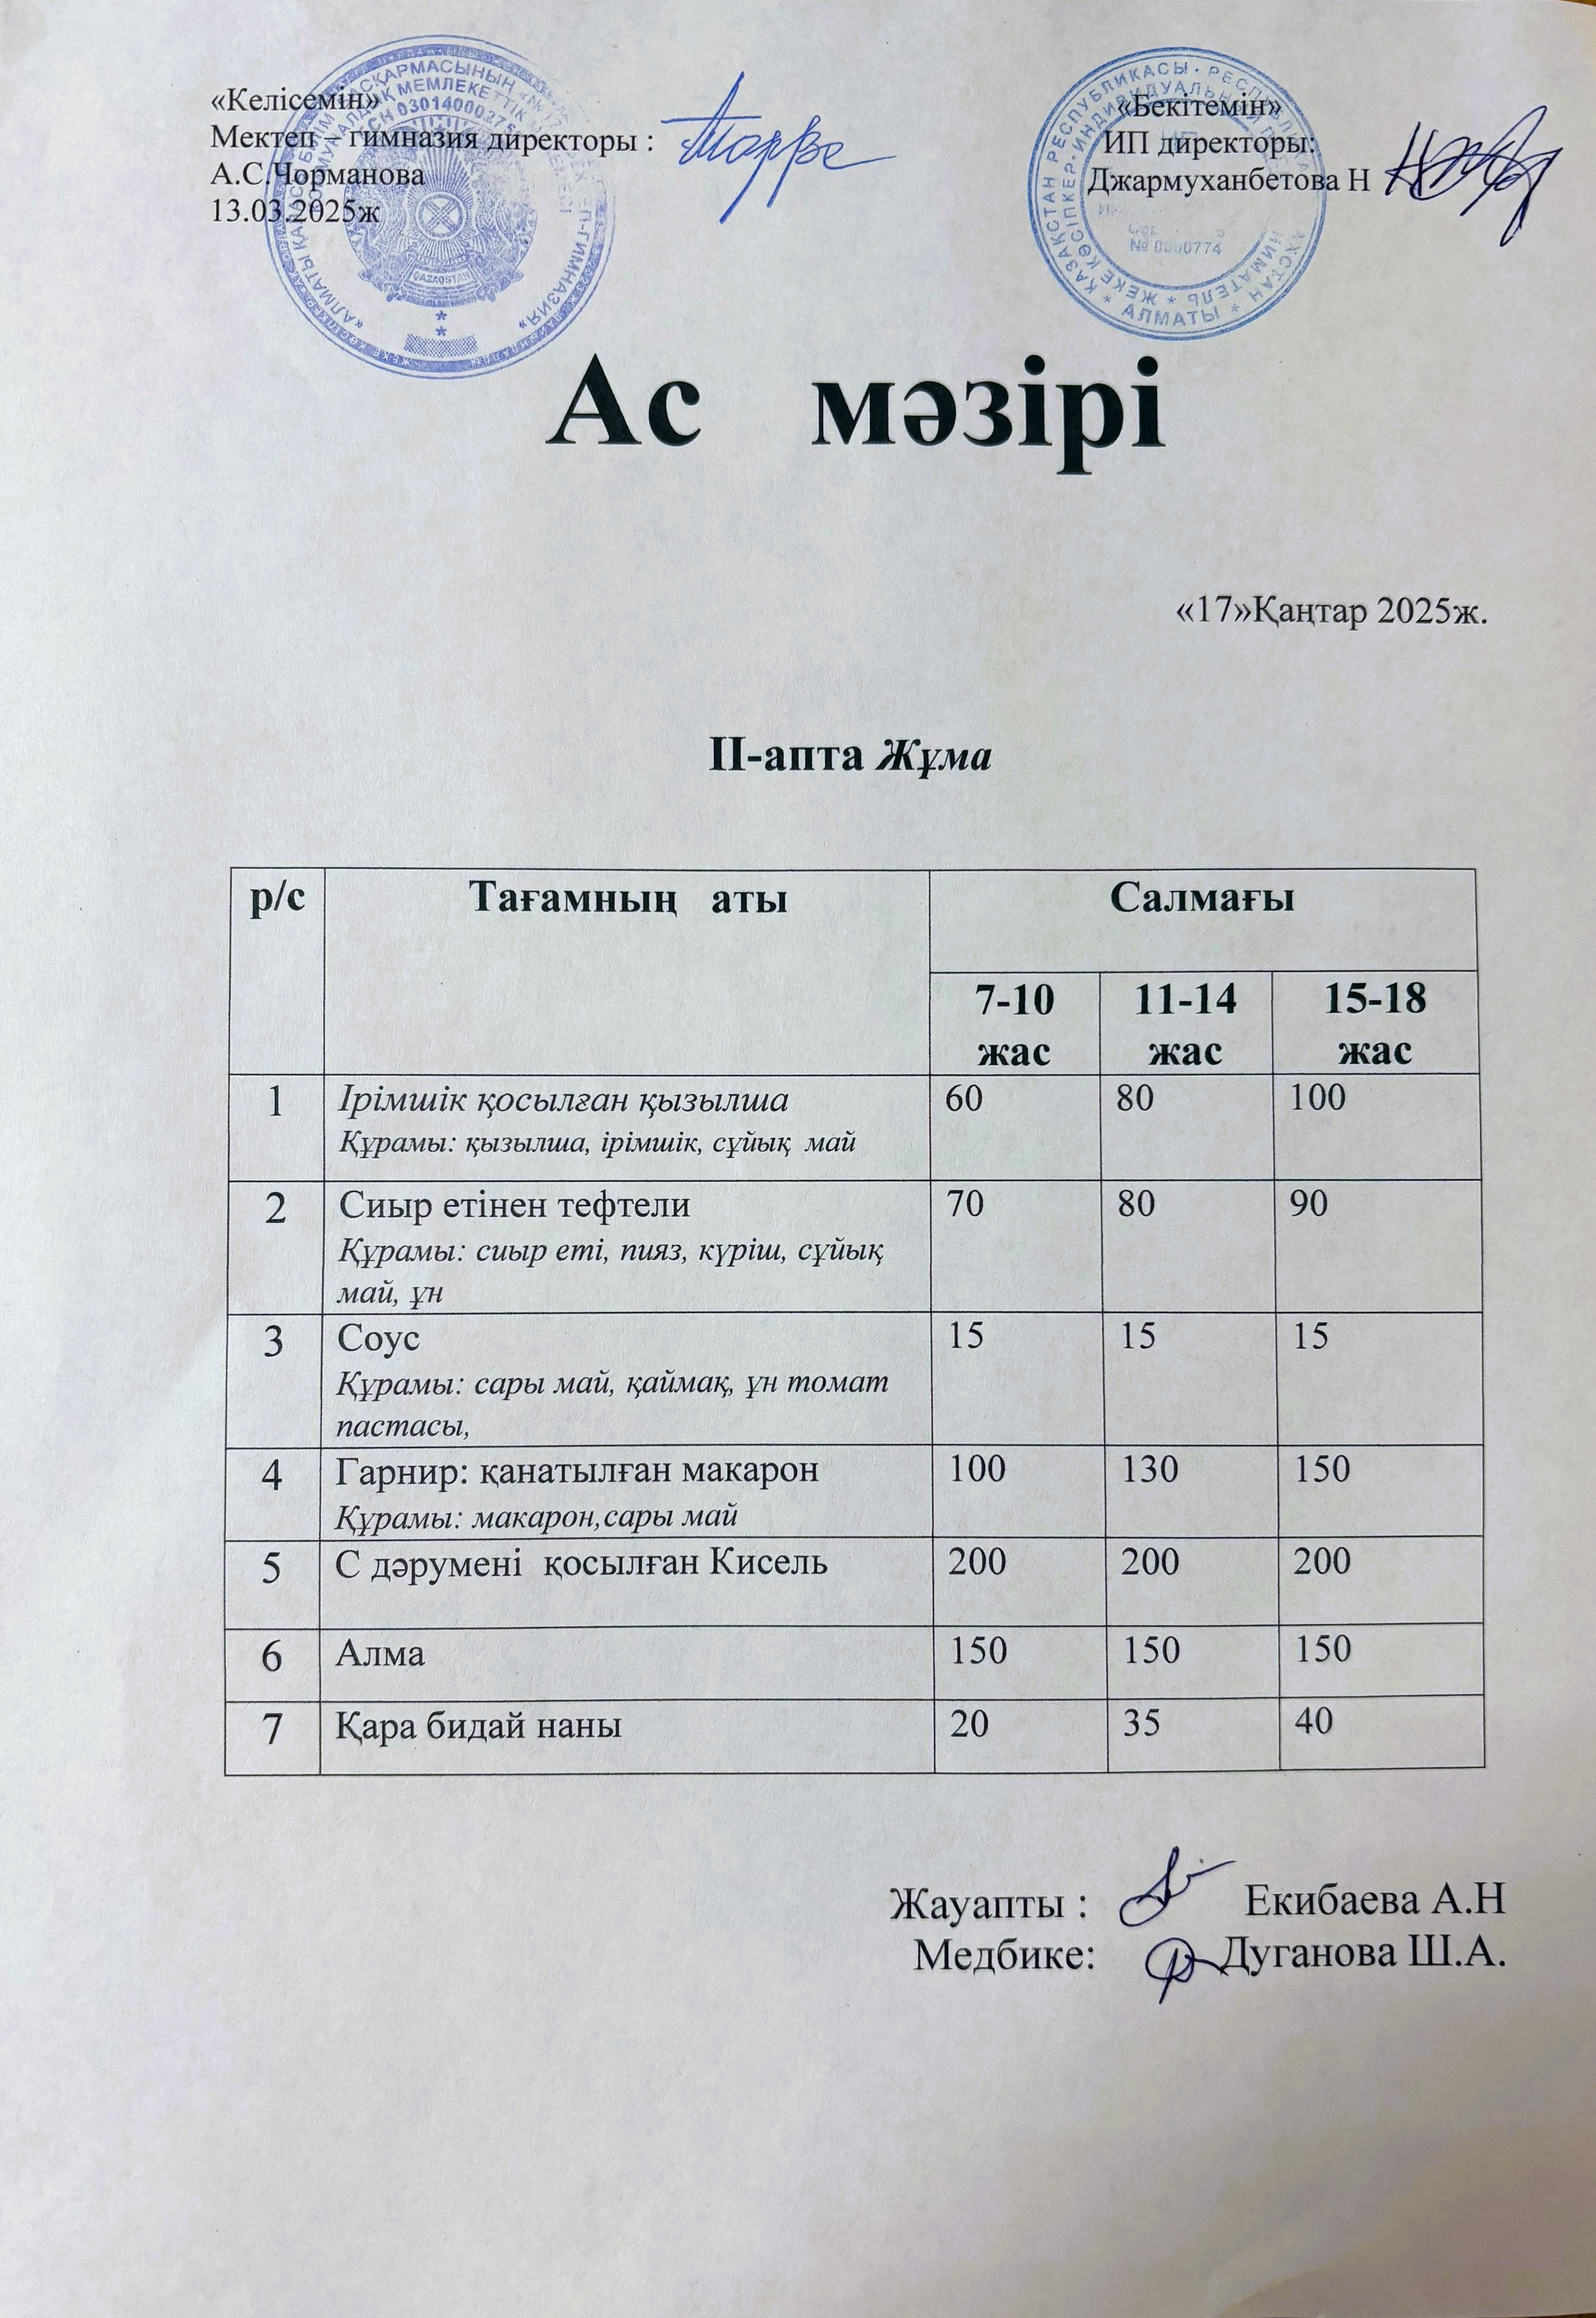 «Келісемін»
Мектеп – гимназия директоры :
А.С.Чорманова
13.03.2025ж
«Бекітемін»
ИП директоры:
Джармуханбетова Н
QAZAQSTAN
№ 0000774
АЛМАТЫ
Ас мәзірі
«17»Қаңтар 2025ж.
ІІ-апта Жұма
р/с Тағамның аты Салмағы
7-10 жас 11-14 жас 15-18 жас
1 Ірімшік қосылған қызылша 60 80 100
Құрамы: қызылша, ірімшік, сұйық май
2 Сиыр етінен тефтели 70 80 90
Құрамы: сиыр еті, пияз, күріш, сұйық
май, ұн
3 Соус 15 15 15
Құрамы: сары май, қаймақ, ұн томат
пастасы,
4 Гарнир: қанатылған макарон 100 130 150
Құрамы: макарон,сары май
5 С дәрумені қосылған Кисель 200 200 200
6 Алма 150 150 150
7 Қара бидай наны 20 35 40
Жауапты : Екибаева А.Н
Медбике: Дуганова Ш.А.